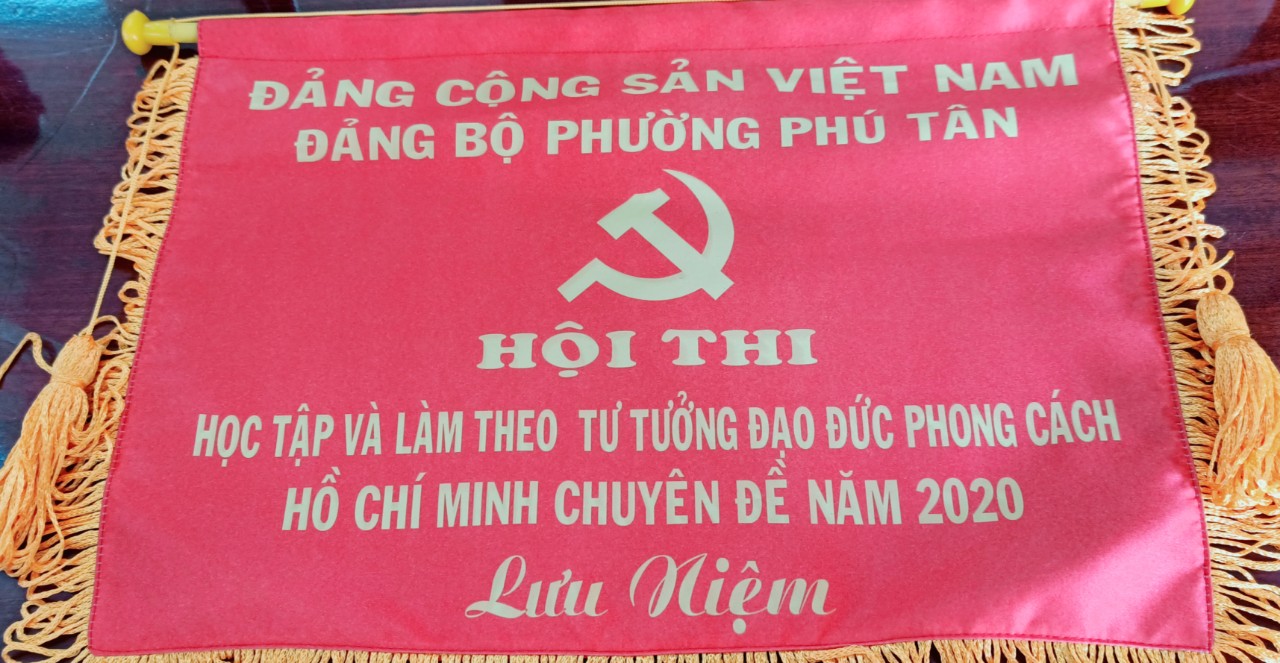 ĐẢNG CỘNG SẢN VIỆT NAM
ĐẢNG BỘ PHƯỜNG PHÚ TÂN
HỘI THI
HỌC TẬP VÀ LÀM THEO TƯ TƯỞNG ĐẠO ĐỨC PHONG CÁCH
HỒ CHÍ MINH CHUYÊN ĐỀ NĂM 2020
Lưu Niệm